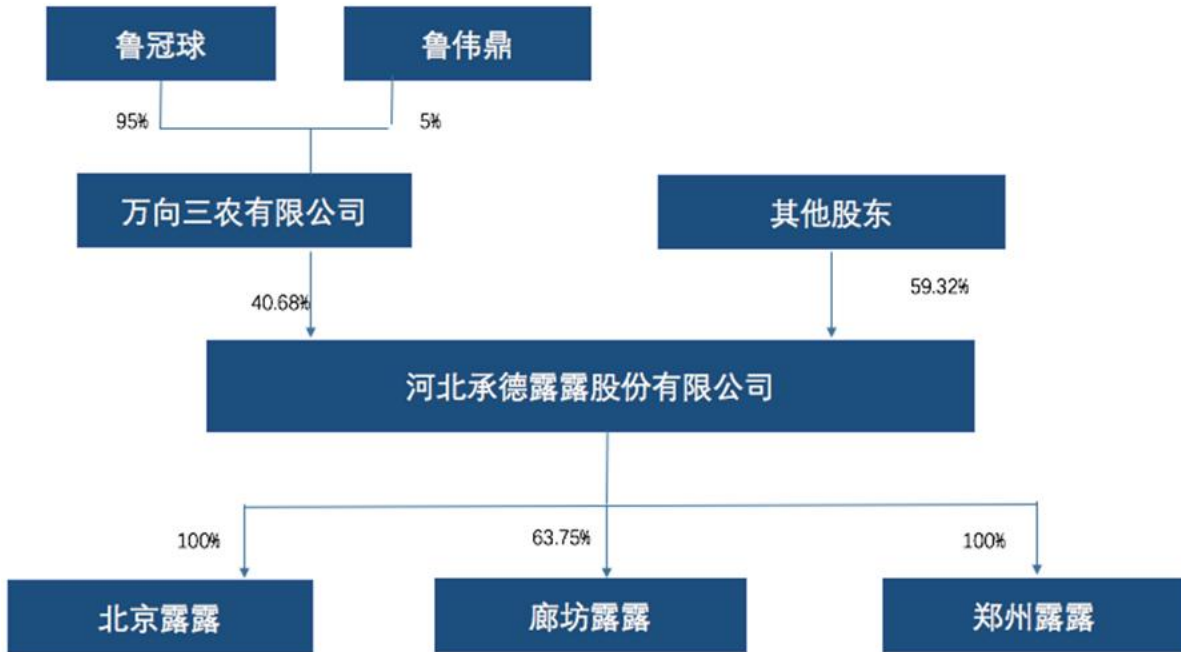 鲁冠球
鲁伟鼎
95%
5%
万向三农有限公司
其他股东
40.68%
59.32%
河北承德露露股份有限公司
100%
63.75%
100%
北京露露
廊坊露露
郑州露露